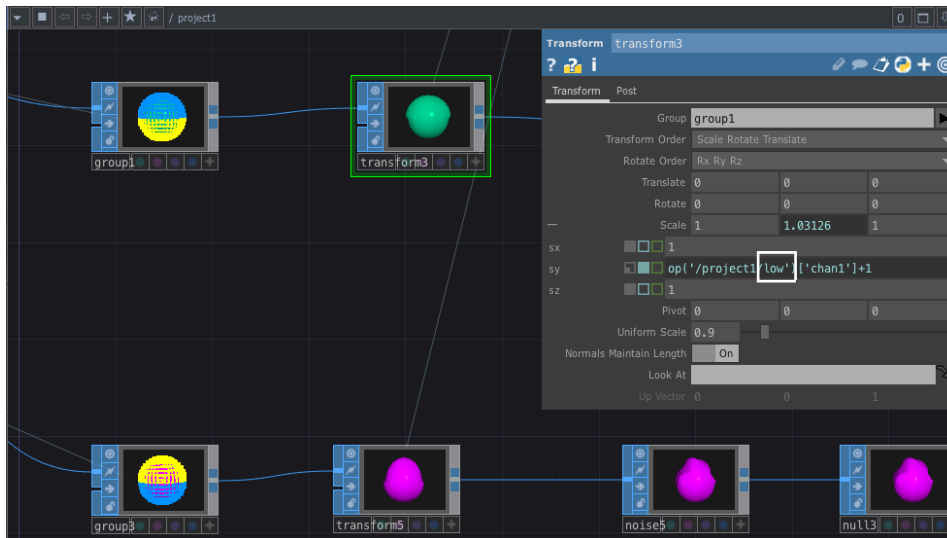 / project1
0
Transform transform3
? ? i
Transform Post
Group group1
Transform Order Scale Rotate Translate
Rotate Order Rx Ry Rz
Translate 0 0 0
Rotate 0 0 0
Scale 1 1.03126 1
sx 1
sy op('/project1/low')['chan1']+1
sz 1
Pivot 0 0 0
Uniform Scale 0.9
Normals Maintain Length On
Look At
Up Vector 0 0 1
group1
transform3
group3
transform5
noise5
null3